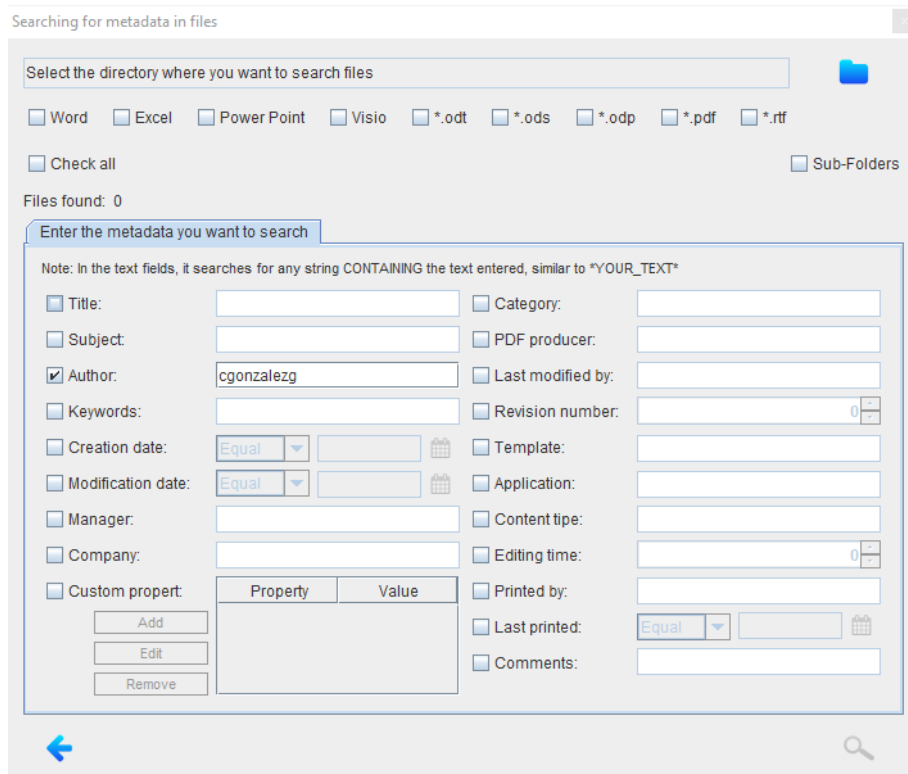 Searching for metadata in files
Select the directory where you want to search files
Word Excel Power Point Visio *.odt *.ods *.odp *.pdf *.rtf
Check all Sub-Folders
Files found: 0
Enter the metadata you want to search
Note: In the text fields, it searches for any string CONTAINING the text entered, similar to *YOUR_TEXT*
Title: Category:
Subject: PDF producer:
Author: cgonzalezg Last modified by:
Keywords: Revision number: 0
Creation date: Equal Template:
Modification date: Equal Application:
Manager: Content tipe:
Company: Editing time: 0
Custom propert: Property Value Printed by:
Add Last printed: Equal
Edit Comments:
Remove